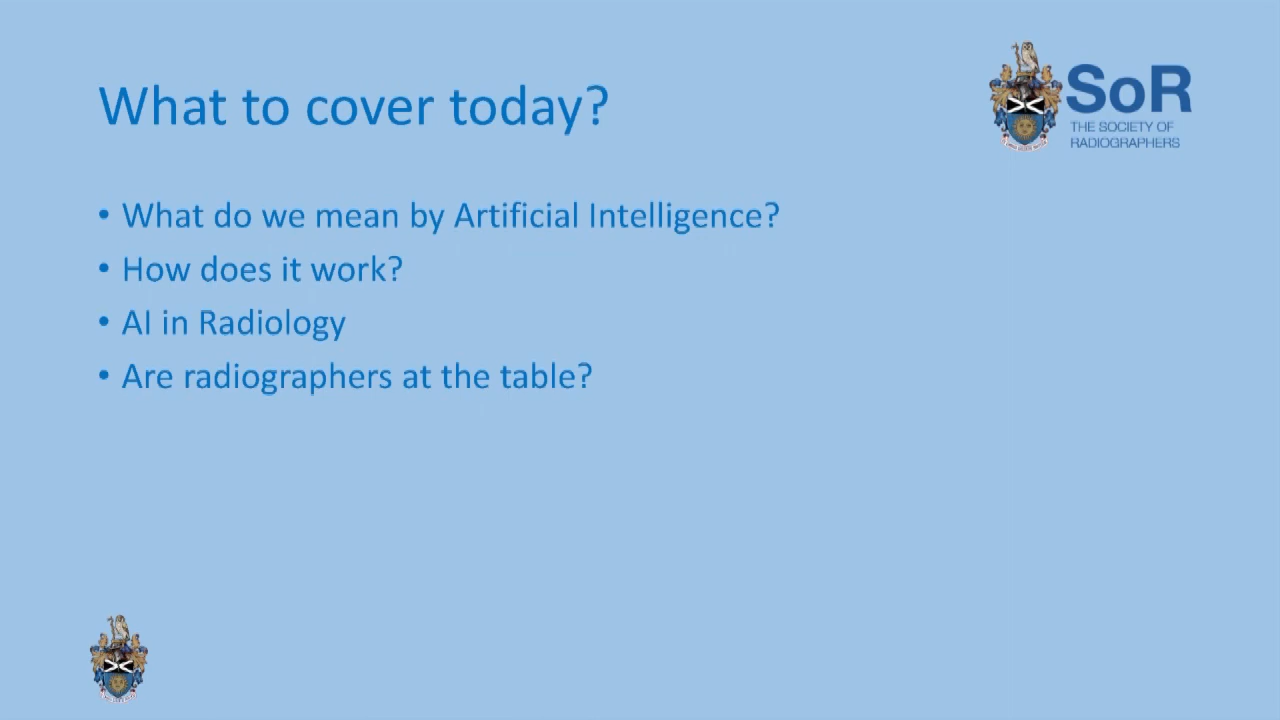 What to cover today?
SoR
THE SOCIETY OF
RADIOGRAPHERS
• What do we mean by Artificial Intelligence?
• How does it work?
• AI in Radiology
• Are radiographers at the table?